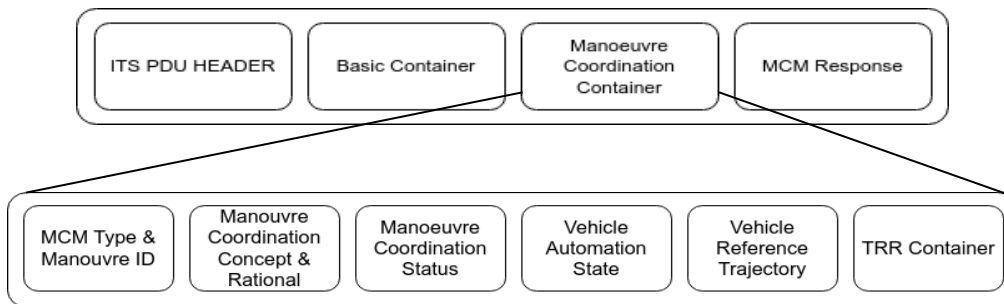 ITS PDU HEADER
Basic Container
Manoeuvre
Coordination
Container
MCM Response
MCM Type &
Manouvre ID
Manouvre
Coordination
Concept &
Rational
Manoeuvre
Coordination
Status
Vehicle
Automation
State
Vehicle
Reference
Trajectory
TRR Container